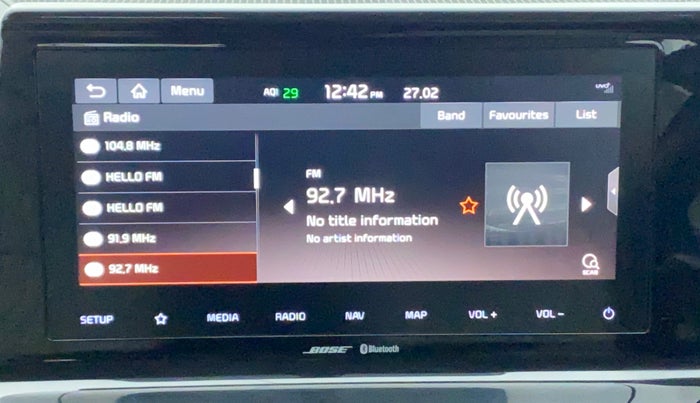 Menu AQI 29 12:42 PM 27.02 UVO
Radio Band Favourites List
104.8 MHz
HELLO FM
HELLO FM
91.9 MHz
92.7 MHz
FM
92.7 MHz
No title information
No artist information
SCAN
SETUP MEDIA RADIO NAV MAP VOL + VOL -
BOSE Bluetooth